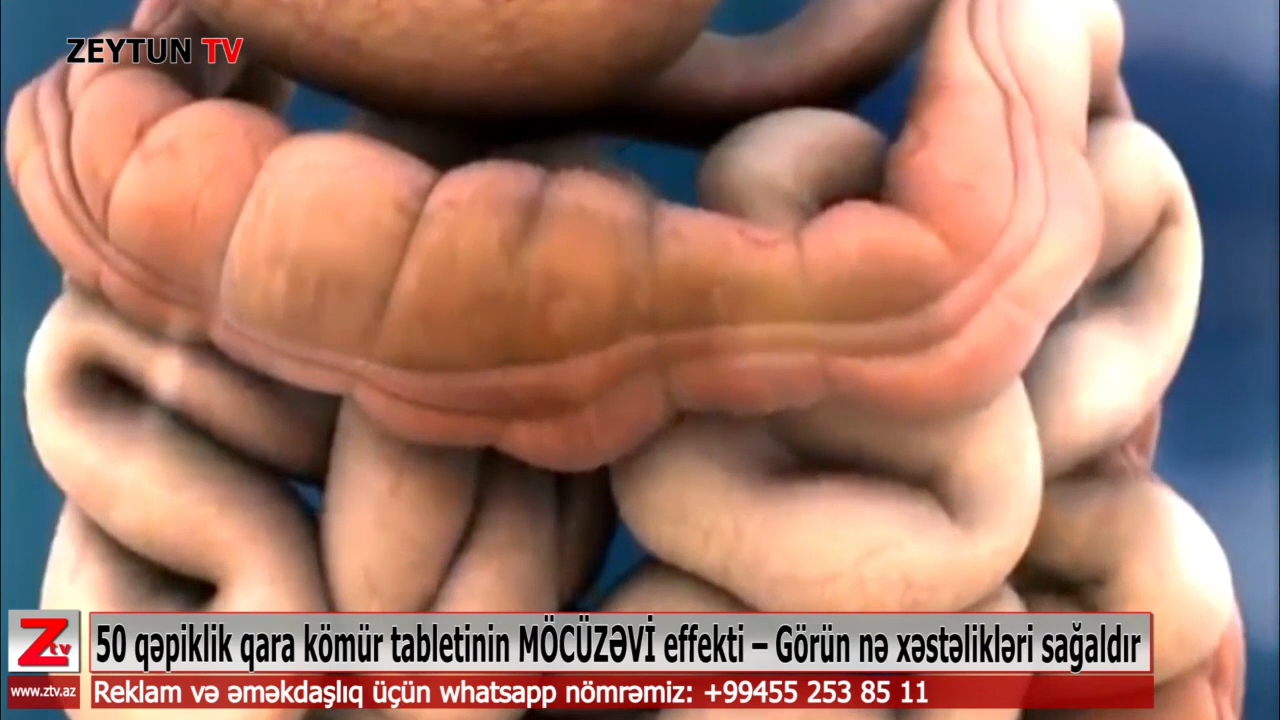 ZEYTUN TV
50 qəpiklik qara kömür tabletinin MÖCÜZƏVİ effekti – Görün nə xəstəlikləri sağaldır
Z tv
www.ztv.az
Reklam və əməkdaşlıq üçün whatsapp nömrəmiz: +99455 253 85 11